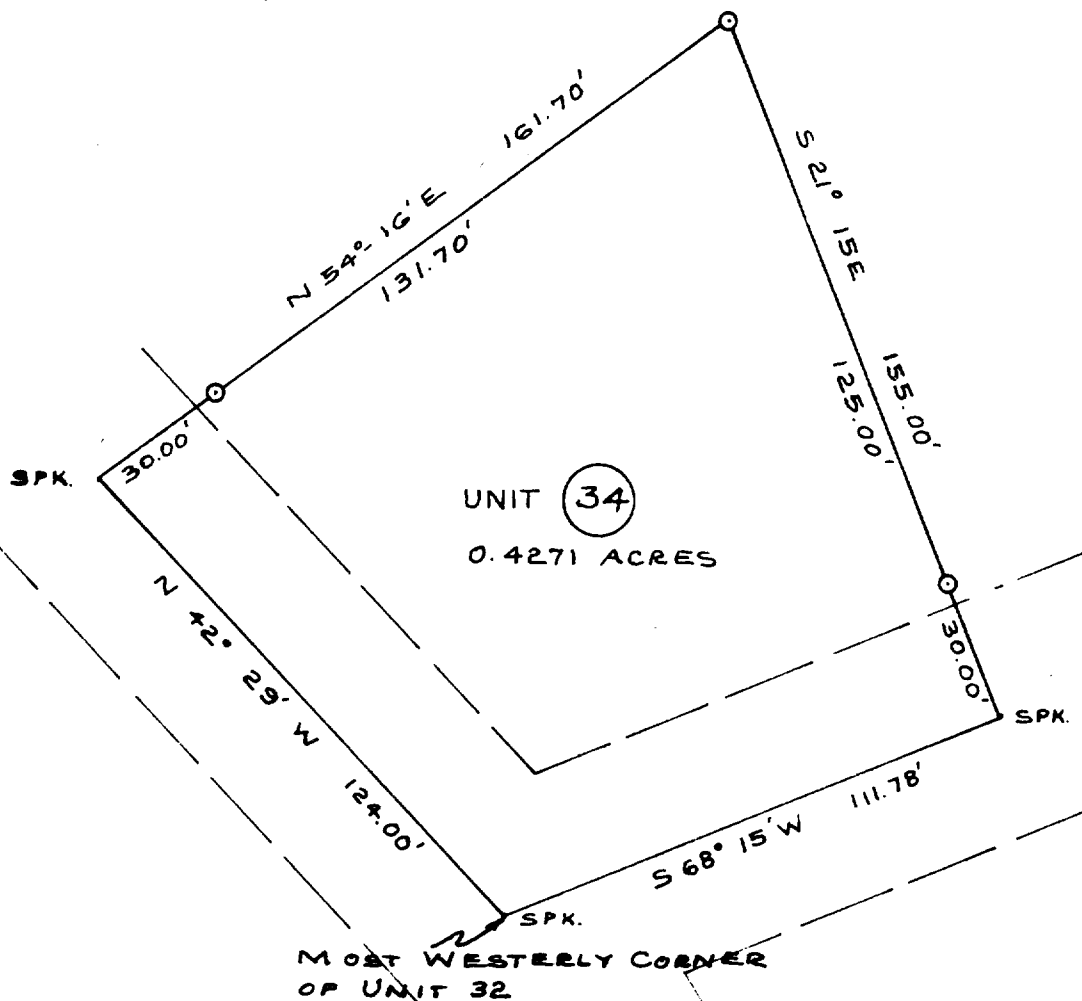 161.70'
N 54°-16' E
131.70'
S 21° 15E
155.00'
125.00'
30.00'
SPK.
UNIT 34
0.4271 ACRES
30.00'
SPK.
N 42° 29' W 124.00'
S 68° 15' W 111.78'
SPK.
MOST WESTERLY CORNER
OF UNIT 32